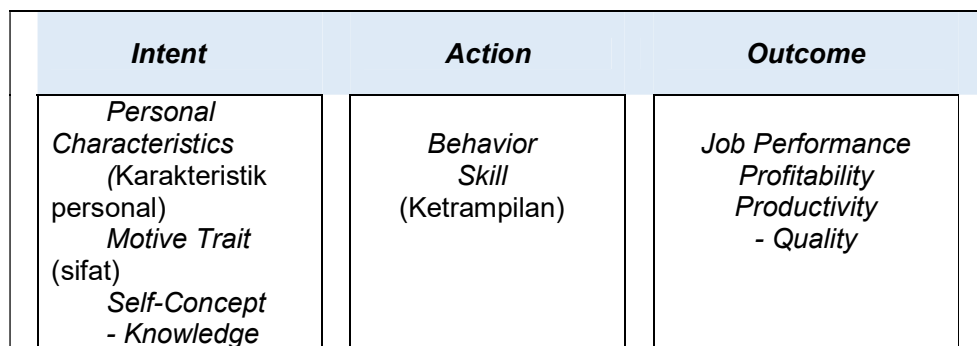 Intent
Action
Outcome
Personal
Characteristics
(Karakteristik
personal)
Motive Trait
(sifat)
Self-Concept
- Knowledge
Behavior
Skill
(Ketrampilan)
Job Performance
Profitability
Productivity
- Quality